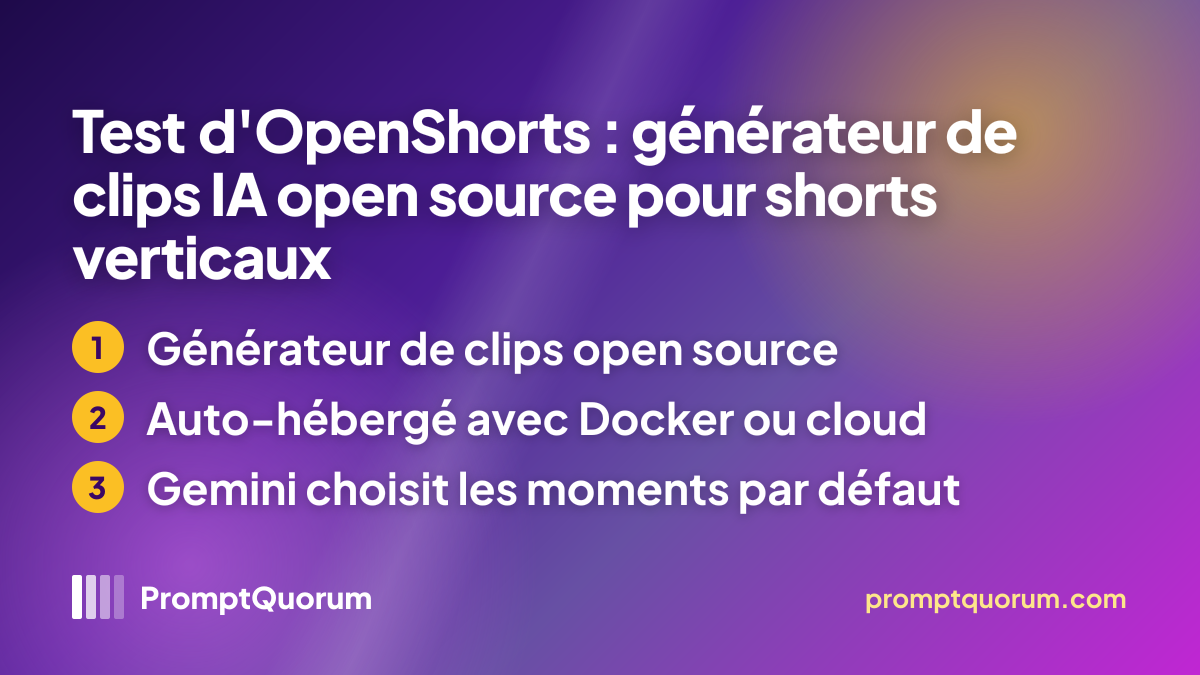 Test d'OpenShorts : générateur de
clips IA open source pour shorts
verticaux
1 Générateur de clips open source
2 Auto-hébergé avec Docker ou cloud
3 Gemini choisit les moments par défaut
PromptQuorum
promptquorum.com